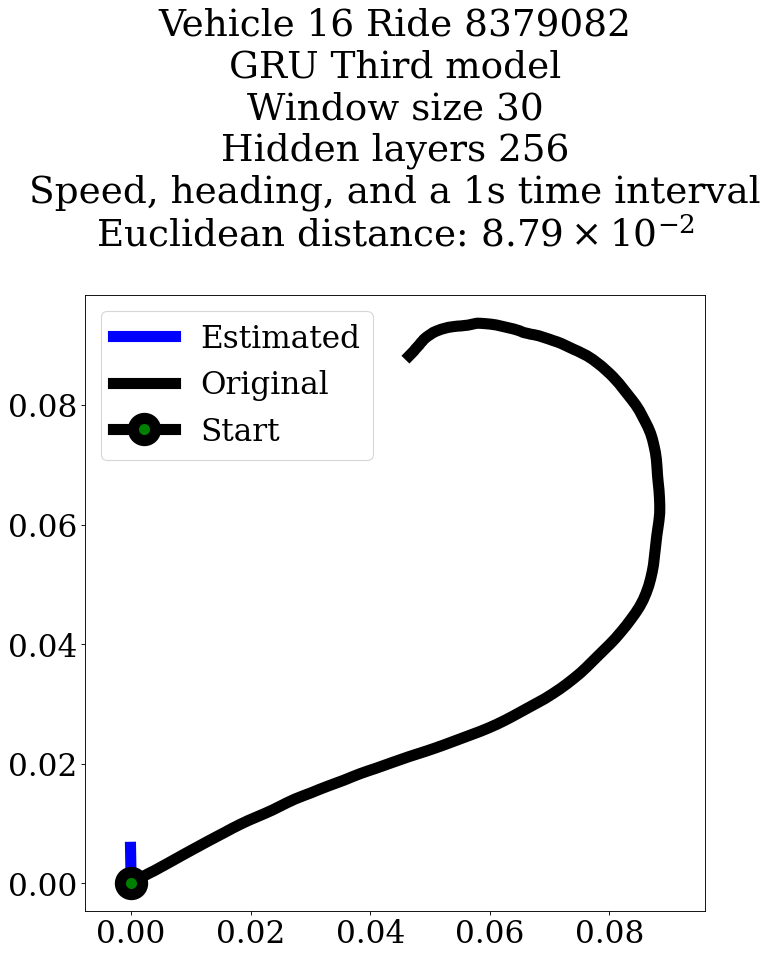 Vehicle 16 Ride 8379082
GRU Third model
Window size 30
Hidden layers 256
Speed, heading, and a 1s time interval
Euclidean distance: 8.79 × 10⁻²
Estimated
Original
Start
0.08
0.06
0.04
0.02
0.00
0.00 0.02 0.04 0.06 0.08